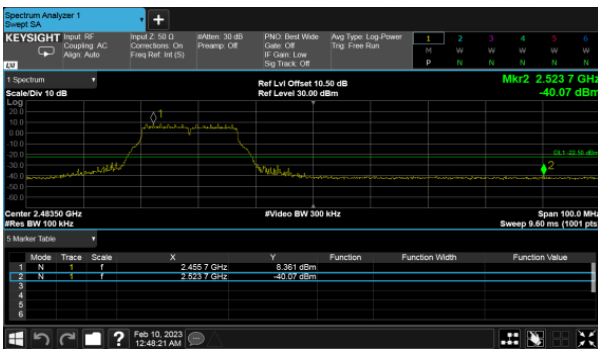 Spectrum Analyzer 1
Swept SA
+
KEYSIGHT Input: RF Input Z: 50 Ω #Atten: 30 dB PNO: Best Wide Avg Type: Log-Power 1 2 3 4 5 6
Coupling: AC Corrections: On Preamp: Off Gate: Off Trig: Free Run M W W W W W
Align: Auto Freq Ref: Int (S) IF Gain: Low P N N N N N
Sig Track: Off
1 Spectrum
Ref Lvl Offset 10.50 dB Mkr2 2.523 7 GHz
Scale/Div 10 dB Ref Level 30.00 dBm -40.07 dBm
Log
20.0
10.0
0.00
-10.0
-20.0
-30.0
-40.0
-50.0
-60.0
1
DL1 -22.50 dBm
2
Center 2.48350 GHz #Video BW 300 kHz Span 100.0 MHz
#Res BW 100 kHz Sweep 9.60 ms (1001 pts)
5 Marker Table
Mode Trace Scale X Y Function Function Width Function Value
1 N 1 f 2.455 7 GHz 8.361 dBm
2 N 1 f 2.523 7 GHz -40.07 dBm
3
4
5
6
? Feb 10, 2023
12:48:21 AM